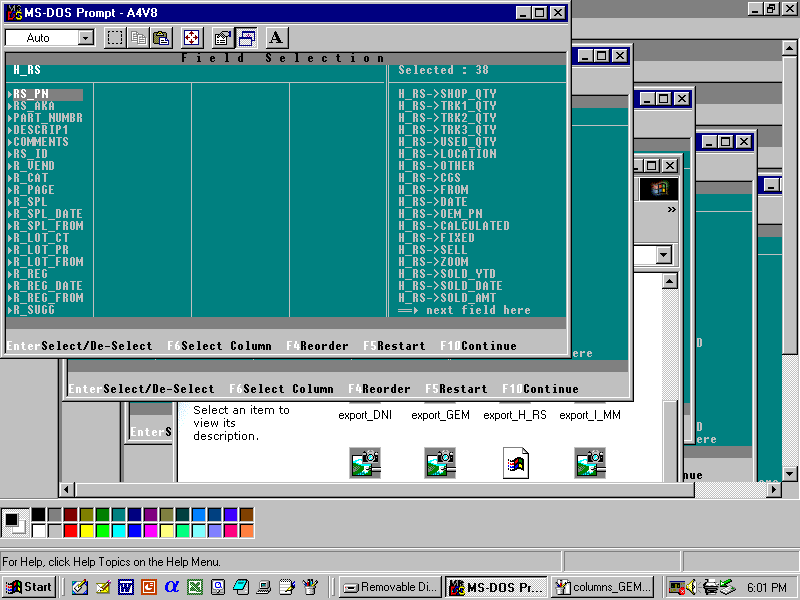 MS-DOS Prompt - A4V8
Auto
A
Field Selection
H_RS
Selected : 38
RS_PN
RS_AKA
PART_NUMBR
DESCRIP1
COMMENTS
RS_ID
R_VEND
R_CAT
R_PAGE
R_SPL
R_SPL_DATE
R_SPL_FROM
R_LOT_CT
R_LOT_PR
R_LOT_FROM
R_REG
R_REG_DATE
R_REG_FROM
R_SUGG
H_RS->SHOP_QTY
H_RS->TRK1_QTY
H_RS->TRK2_QTY
H_RS->TRK3_QTY
H_RS->USED_QTY
H_RS->LOCATION
H_RS->OTHER
H_RS->CGS
H_RS->FROM
H_RS->DATE
H_RS->OEM_PN
H_RS->CALCULATED
H_RS->FIXED
H_RS->SELL
H_RS->ZOOM
H_RS->SOLD_YTD
H_RS->SOLD_DATE
H_RS->SOLD_AMT
next field here
EnterSelect/De-Select F6Select Column F4Reorder F5Restart F10Continue
ere
EnterSelect/De-Select F6Select Column F4Reorder F5Restart F10Continue
D
D
ere
EnterS
nue
Select an item to
view its
description.
export_DNI export_GEM export_H_RS export_I_MM
For Help, click Help Topics on the Help Menu.
Start
Removable Di...
MS-DOS Pr...
columns_GEM...
6:01 PM